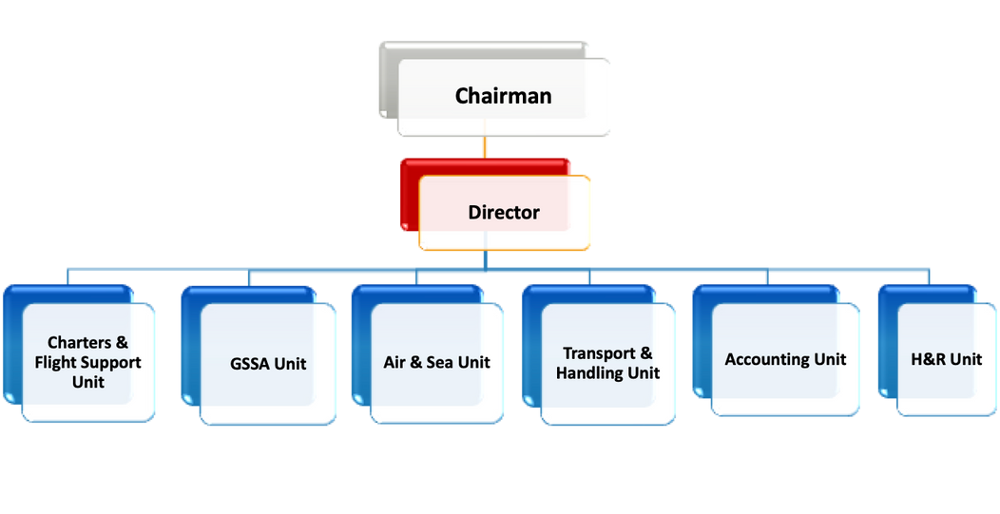 Chairman
Director
Charters &
Flight Support
Unit
GSSA Unit
Air & Sea Unit
Transport &
Handling Unit
Accounting Unit
H&R Unit